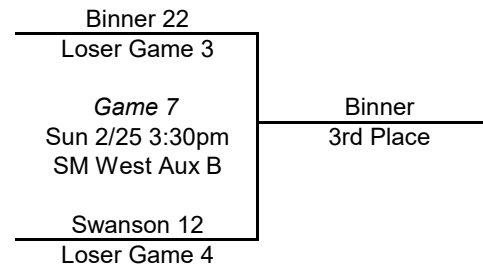 Binner 22
Loser Game 3
Game 7
Sun 2/25 3:30pm
SM West Aux B
Binner
3rd Place
Swanson 12
Loser Game 4